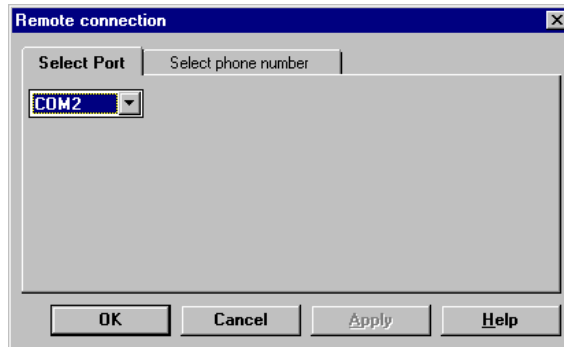 Remote connection
Select Port
Select phone number
COM2
OK
Cancel
Apply
Help